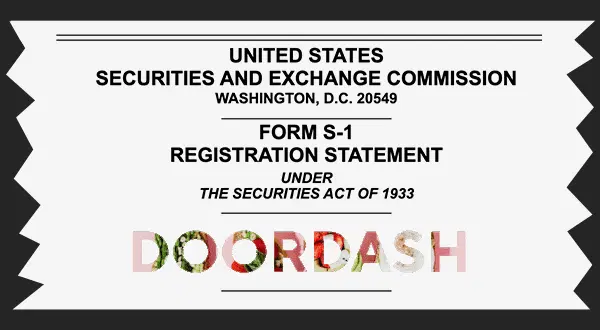 UNITED STATES
SECURITIES AND EXCHANGE COMMISSION
WASHINGTON, D.C. 20549
FORM S-1
REGISTRATION STATEMENT
UNDER
THE SECURITIES ACT OF 1933
DOORDASH